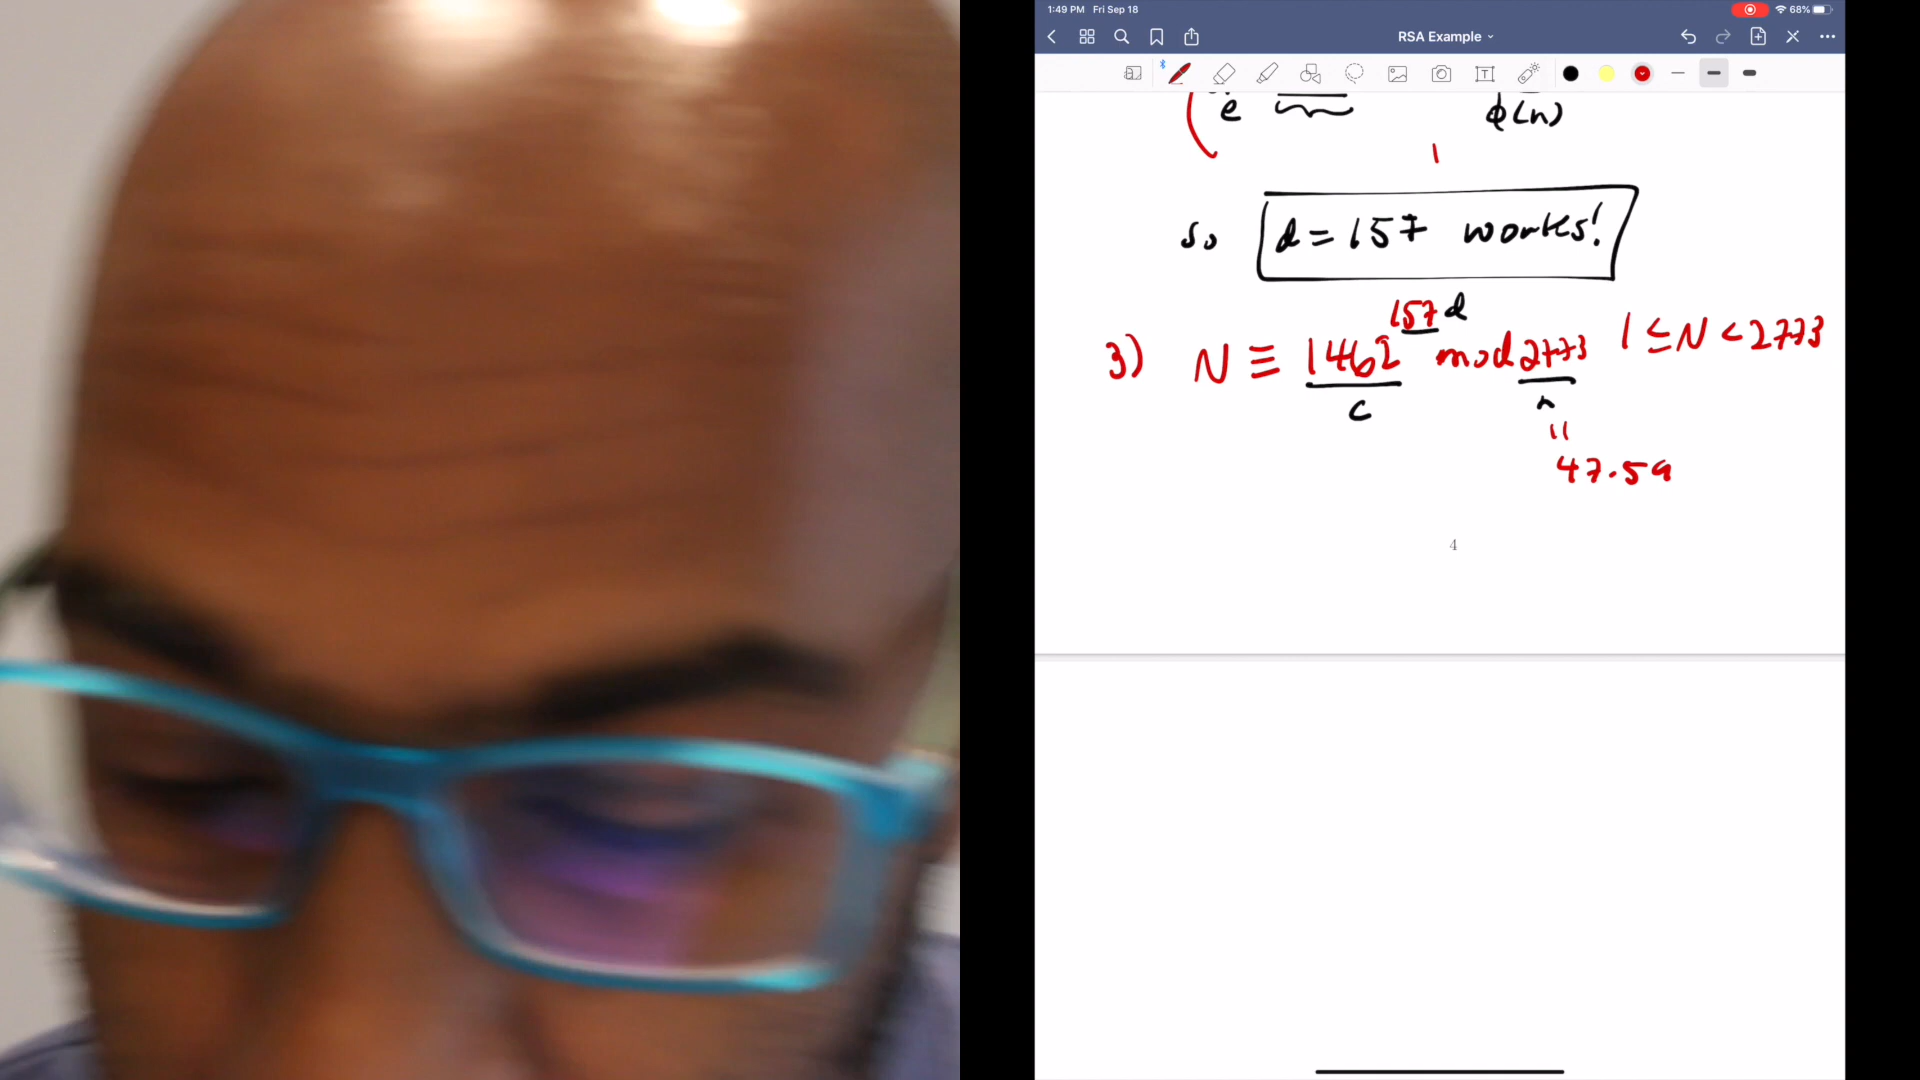 1:49 PM Fri Sep 18
68%
RSA Example
e ϕ(n)
so d = 157 works!
157 d
3) N ≡ 1462 mod 2773 1 ≤ N < 2773
c n
47.59
4